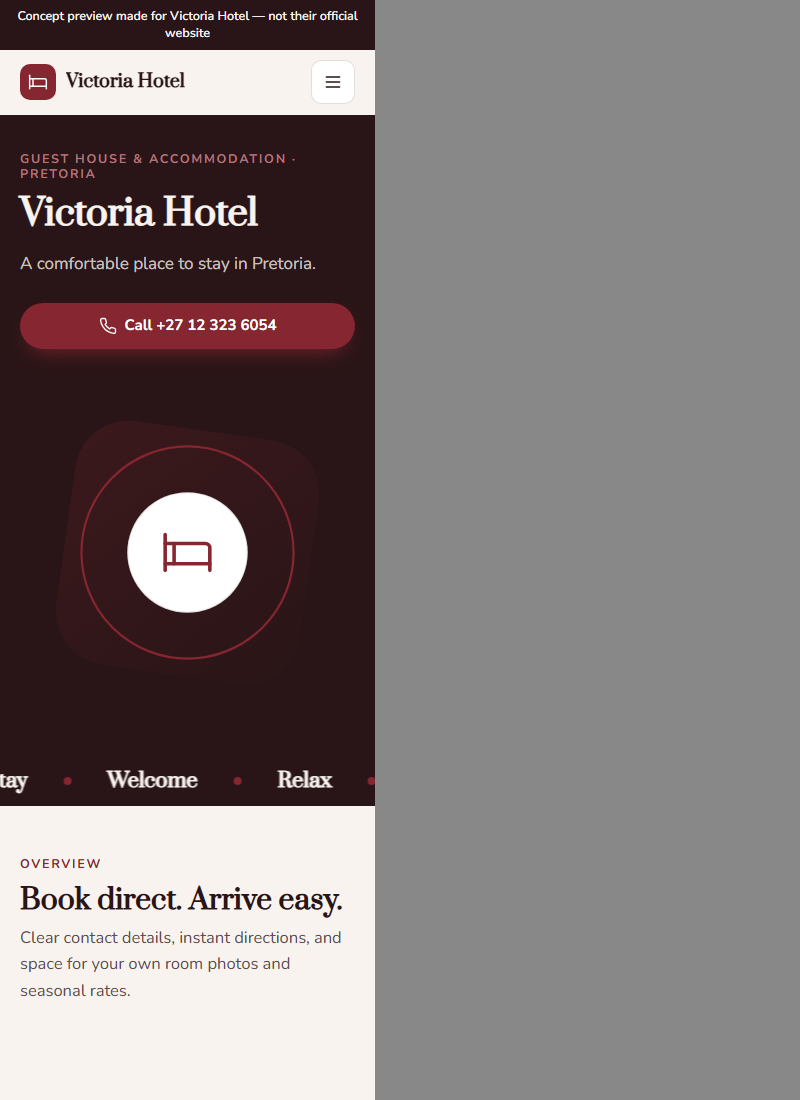 Concept preview made for Victoria Hotel — not their official
website
Victoria Hotel
GUEST HOUSE & ACCOMMODATION ·
PRETORIA
Victoria Hotel
A comfortable place to stay in Pretoria.
Call +27 12 323 6054
tay • Welcome • Relax •
OVERVIEW
Book direct. Arrive easy.
Clear contact details, instant directions, and
space for your own room photos and
seasonal rates.